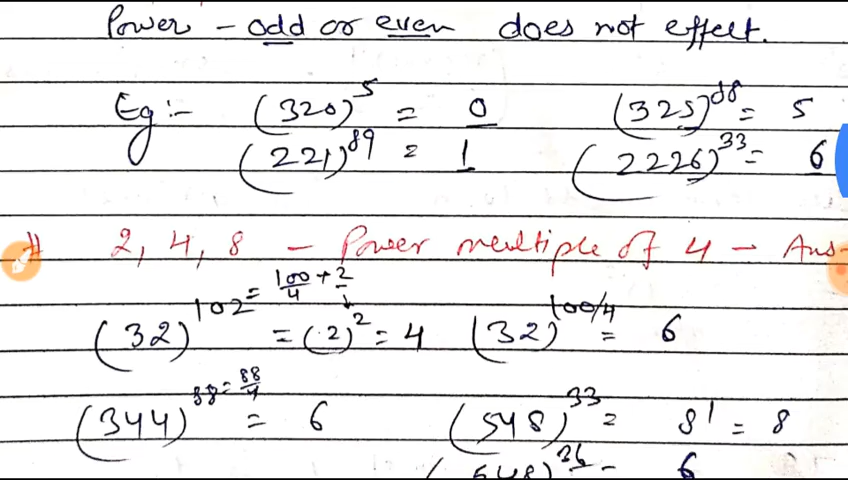 Power - odd or even does not effect.
Eg:- (320)^5 = 0 (325)^88 = 5
(221)^89 = 1 (2226)^33 = 6
# 2, 4, 8 - Power multiple of 4 - Ans-
(32)^102 = 100/4 + 2 = (2)^2 = 4 (32)^100/4 = 6
(344)^88 = 88/4 = 6 (548)^33 = 8^1 = 8
(548)^36 = 6